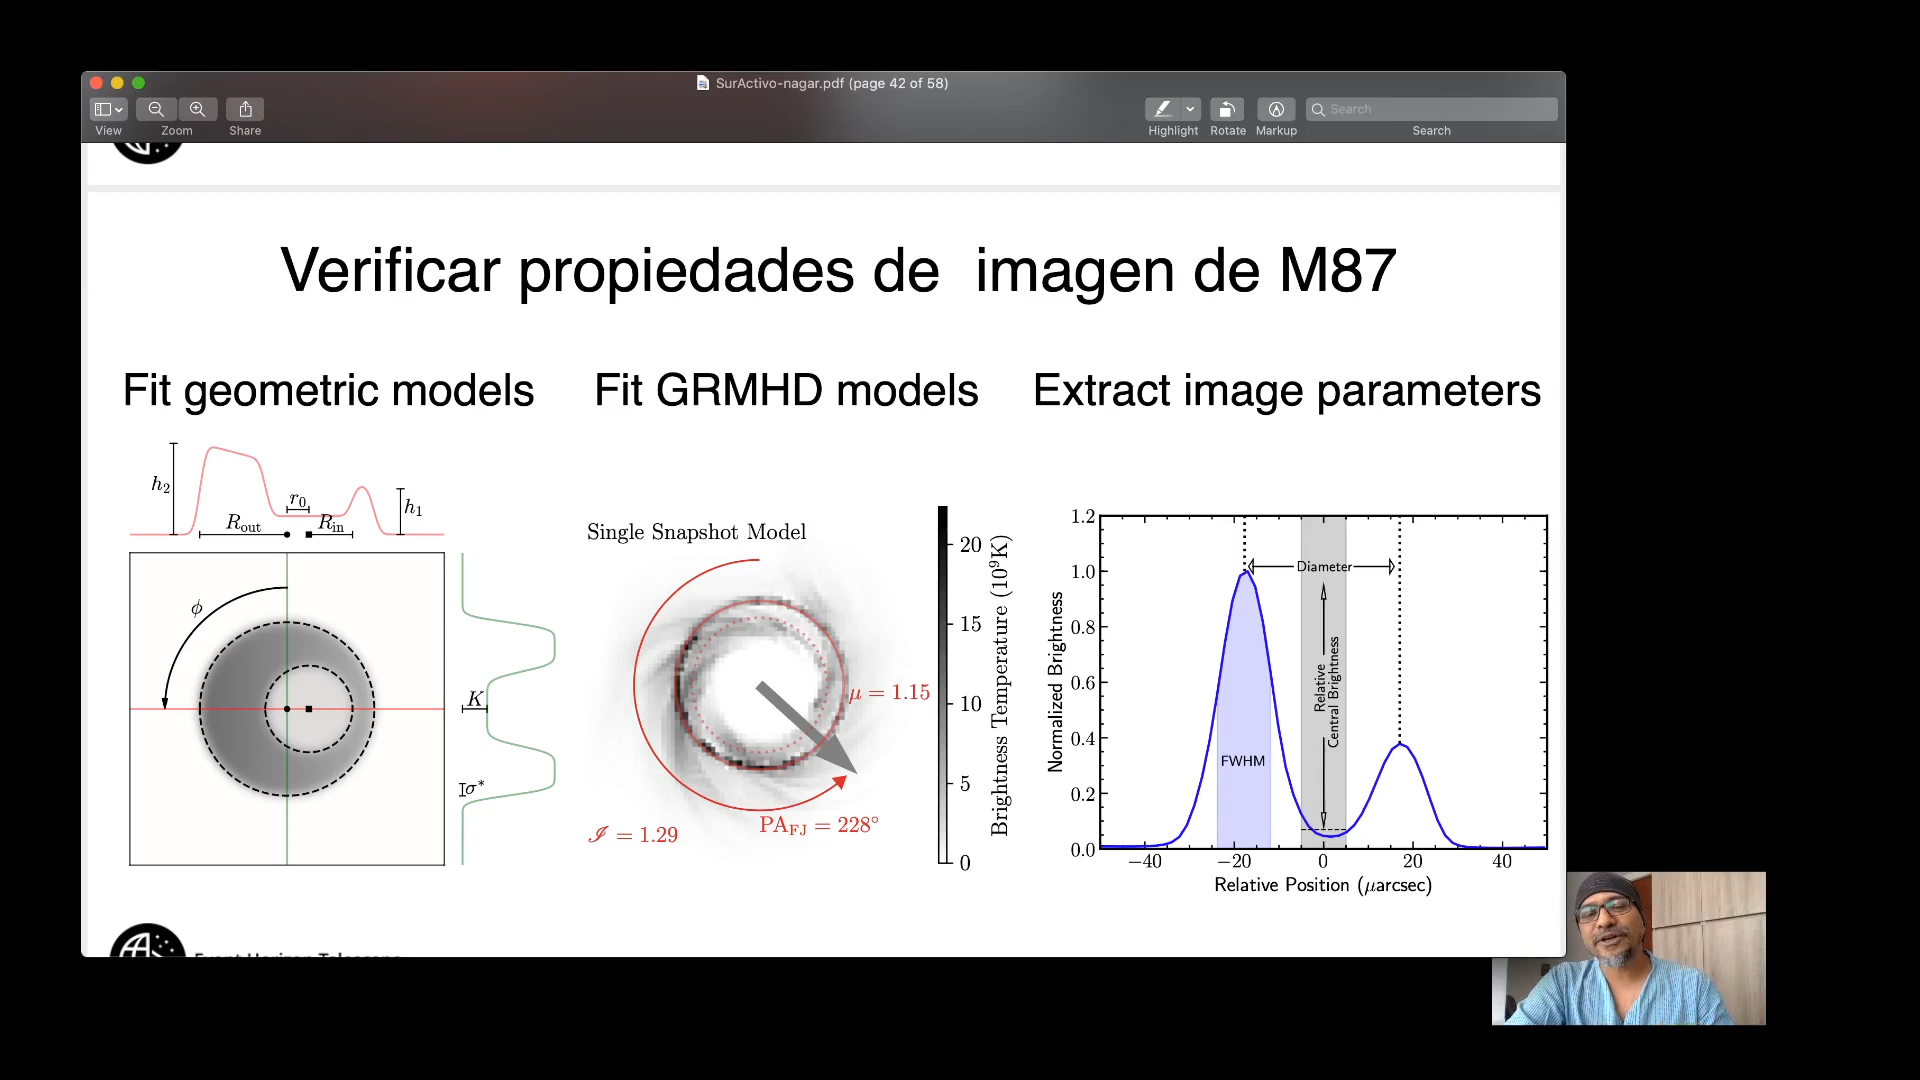 SurActivo-nagar.pdf (page 42 of 58)
View
Zoom
Share
Highlight
Rotate
Markup
Search
Search
Verificar propiedades de imagen de M87
Fit geometric models
Fit GRMHD models
Extract image parameters
h₂
r₀
R_out
R_in
h₁
ϕ
K
σ*
Single Snapshot Model
μ = 1.15
PA_FJ = 228°
ℐ = 1.29
20
15
10
5
0
Brightness Temperature (10⁹K)
1.2
1.0
0.8
0.6
0.4
0.2
0.0
Normalized Brightness
Diameter
Relative
Central Brightness
FWHM
−40
−20
0
20
40
Relative Position (μarcsec)
Event Horizon Telescope